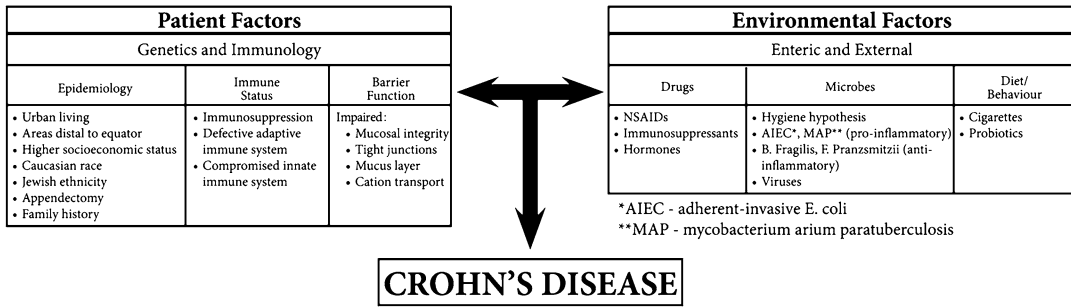 Patient Factors
Genetics and Immunology
Epidemiology
• Urban living
• Areas distal to equator
• Higher socioeconomic status
• Caucasian race
• Jewish ethnicity
• Appendectomy
• Family history
Immune
Status
• Immunosuppression
• Defective adaptive
immune system
• Compromised innate
immune system
Barrier
Function
Impaired:
• Mucosal integrity
• Tight junctions
• Mucus layer
• Cation transport
Environmental Factors
Enteric and External
Drugs
• NSAIDs
• Immunosuppressants
• Hormones
Microbes
• Hygiene hypothesis
• AIEC*, MAP** (pro-inflammatory)
• B. Fragilis, F. Pranzsmitzii (anti-
inflammatory)
• Viruses
Diet/
Behaviour
• Cigarettes
• Probiotics
*AIEC - adherent-invasive E. coli
**MAP - mycobacterium arium paratuberculosis
CROHN'S DISEASE